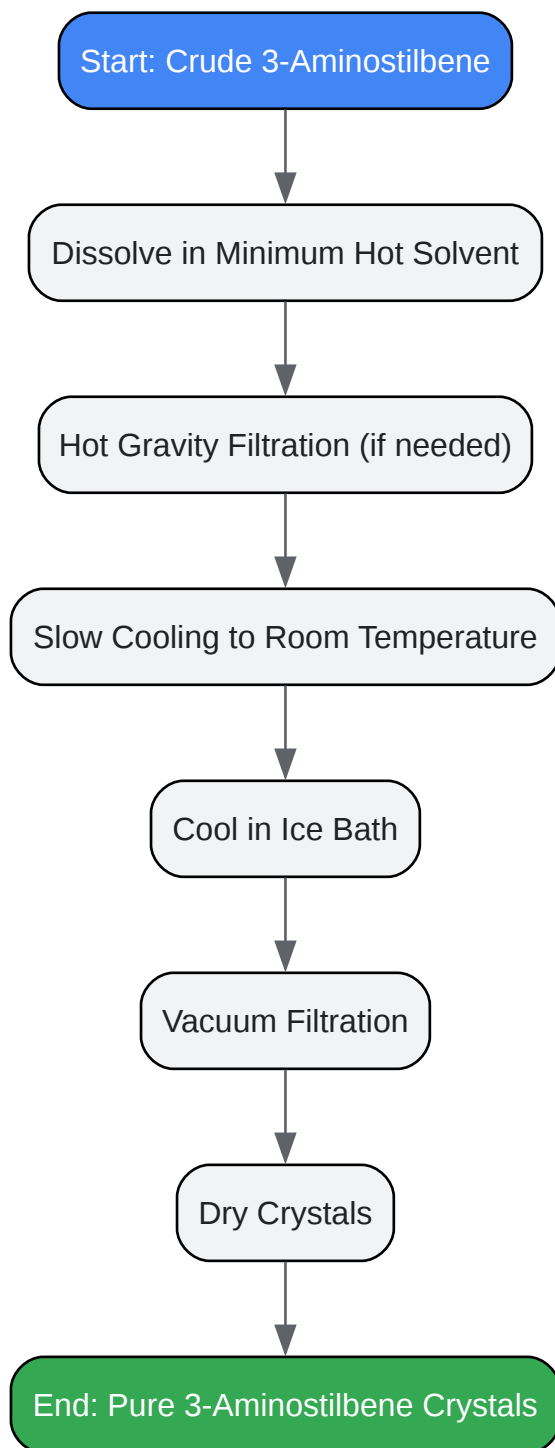 Start: Crude 3-Aminostilbene
Dissolve in Minimum Hot Solvent
Hot Gravity Filtration (if needed)
Slow Cooling to Room Temperature
Cool in Ice Bath
Vacuum Filtration
Dry Crystals
End: Pure 3-Aminostilbene Crystals